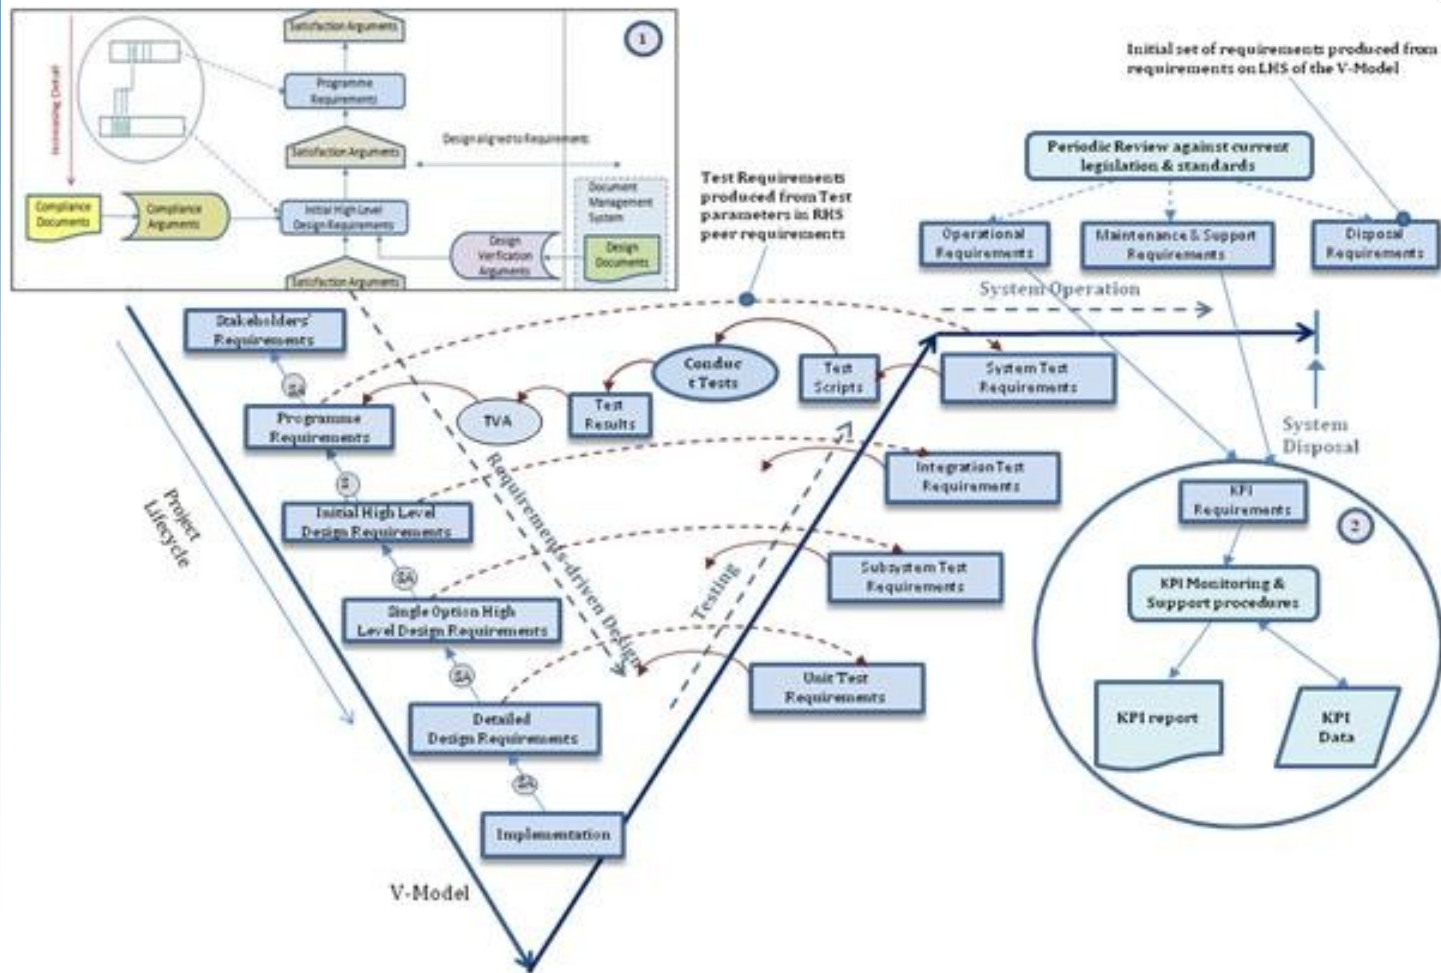 Satisfaction Arguments
1
Increasing Detail
Programme
Requirements
Satisfaction Arguments
Design aligned to Requirements
Compliance
Documents
Compliance
Arguments
Initial High Level
Design Requirements
Document
Management
System
Design
Verification
Arguments
Design
Documents
Satisfaction Arguments
Test Requirements
produced from Test
parameters in RHS
peer requirements
Initial set of requirements produced from
requirements on LHS of the V-Model
Periodic Review against current
legislation & standards
Operational
Requirements
Maintenance & Support
Requirements
Disposal
Requirements
System Operation
Stakeholders'
Requirements
SA
Programme
Requirements
TVA
Test
Results
Conduc
t Tests
Test
Scripts
System Test
Requirements
System
Disposal
Project
Lifecycle
Requirements-driven Design
Testing
S
Initial High Level
Design Requirements
Integration Test
Requirements
SA
Single Option High
Level Design Requirements
Subsystem Test
Requirements
SA
Detailed
Design Requirements
Unit Test
Requirements
SA
Implementation
V-Model
KPI
Requirements
2
KPI Monitoring &
Support procedures
KPI report
KPI
Data